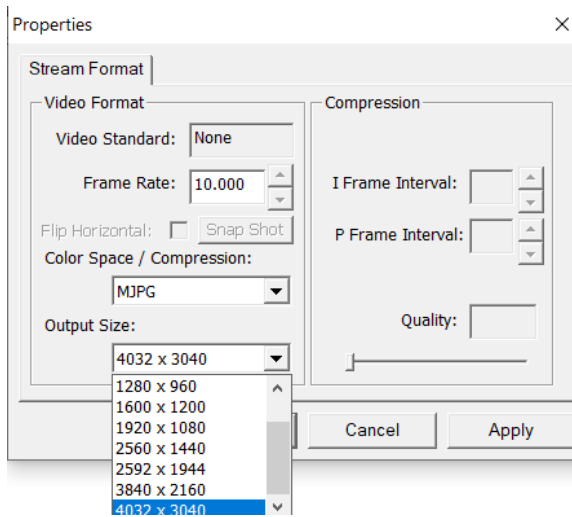 Properties
Stream Format
Video Format
Video Standard: None
Frame Rate: 10.000
Flip Horizontal: Snap Shot
Color Space / Compression:
MJPG
Output Size:
4032 x 3040
1280 x 960
1600 x 1200
1920 x 1080
2560 x 1440
2592 x 1944
3840 x 2160
4032 x 3040
Compression
I Frame Interval:
P Frame Interval:
Quality:
Cancel
Apply